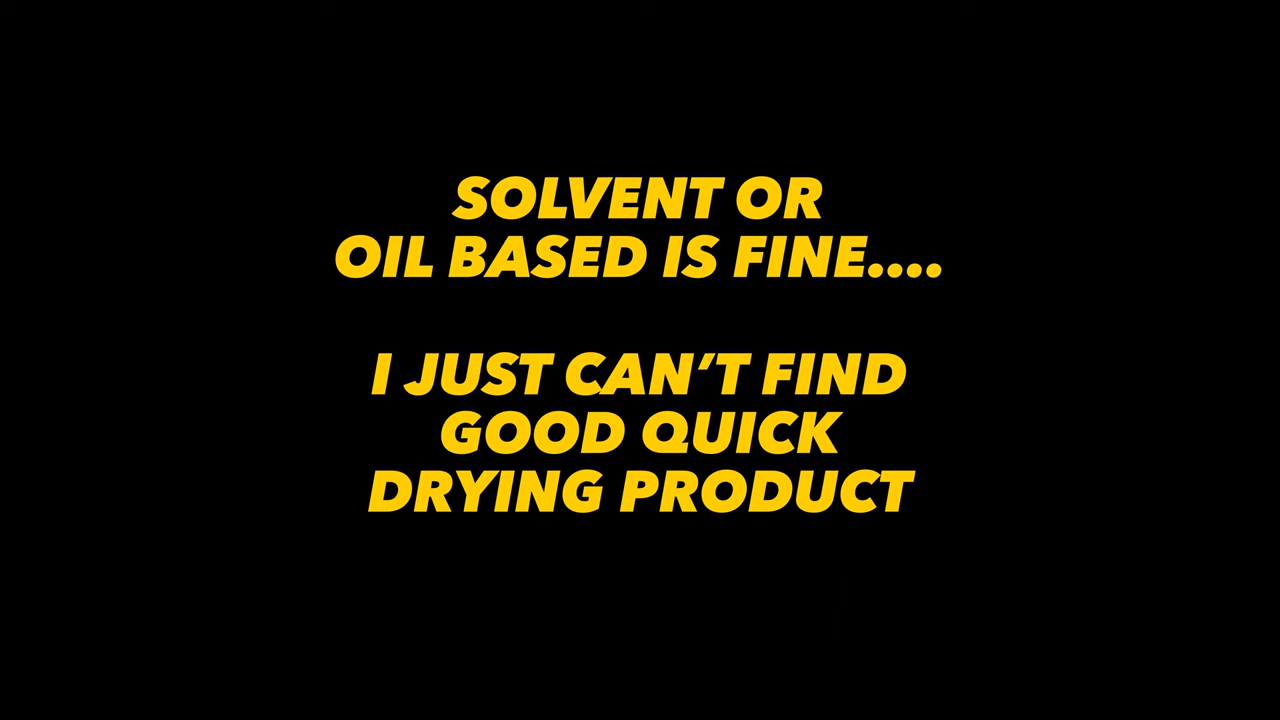 SOLVENT OR
OIL BASED IS FINE....
I JUST CAN’T FIND
GOOD QUICK
DRYING PRODUCT